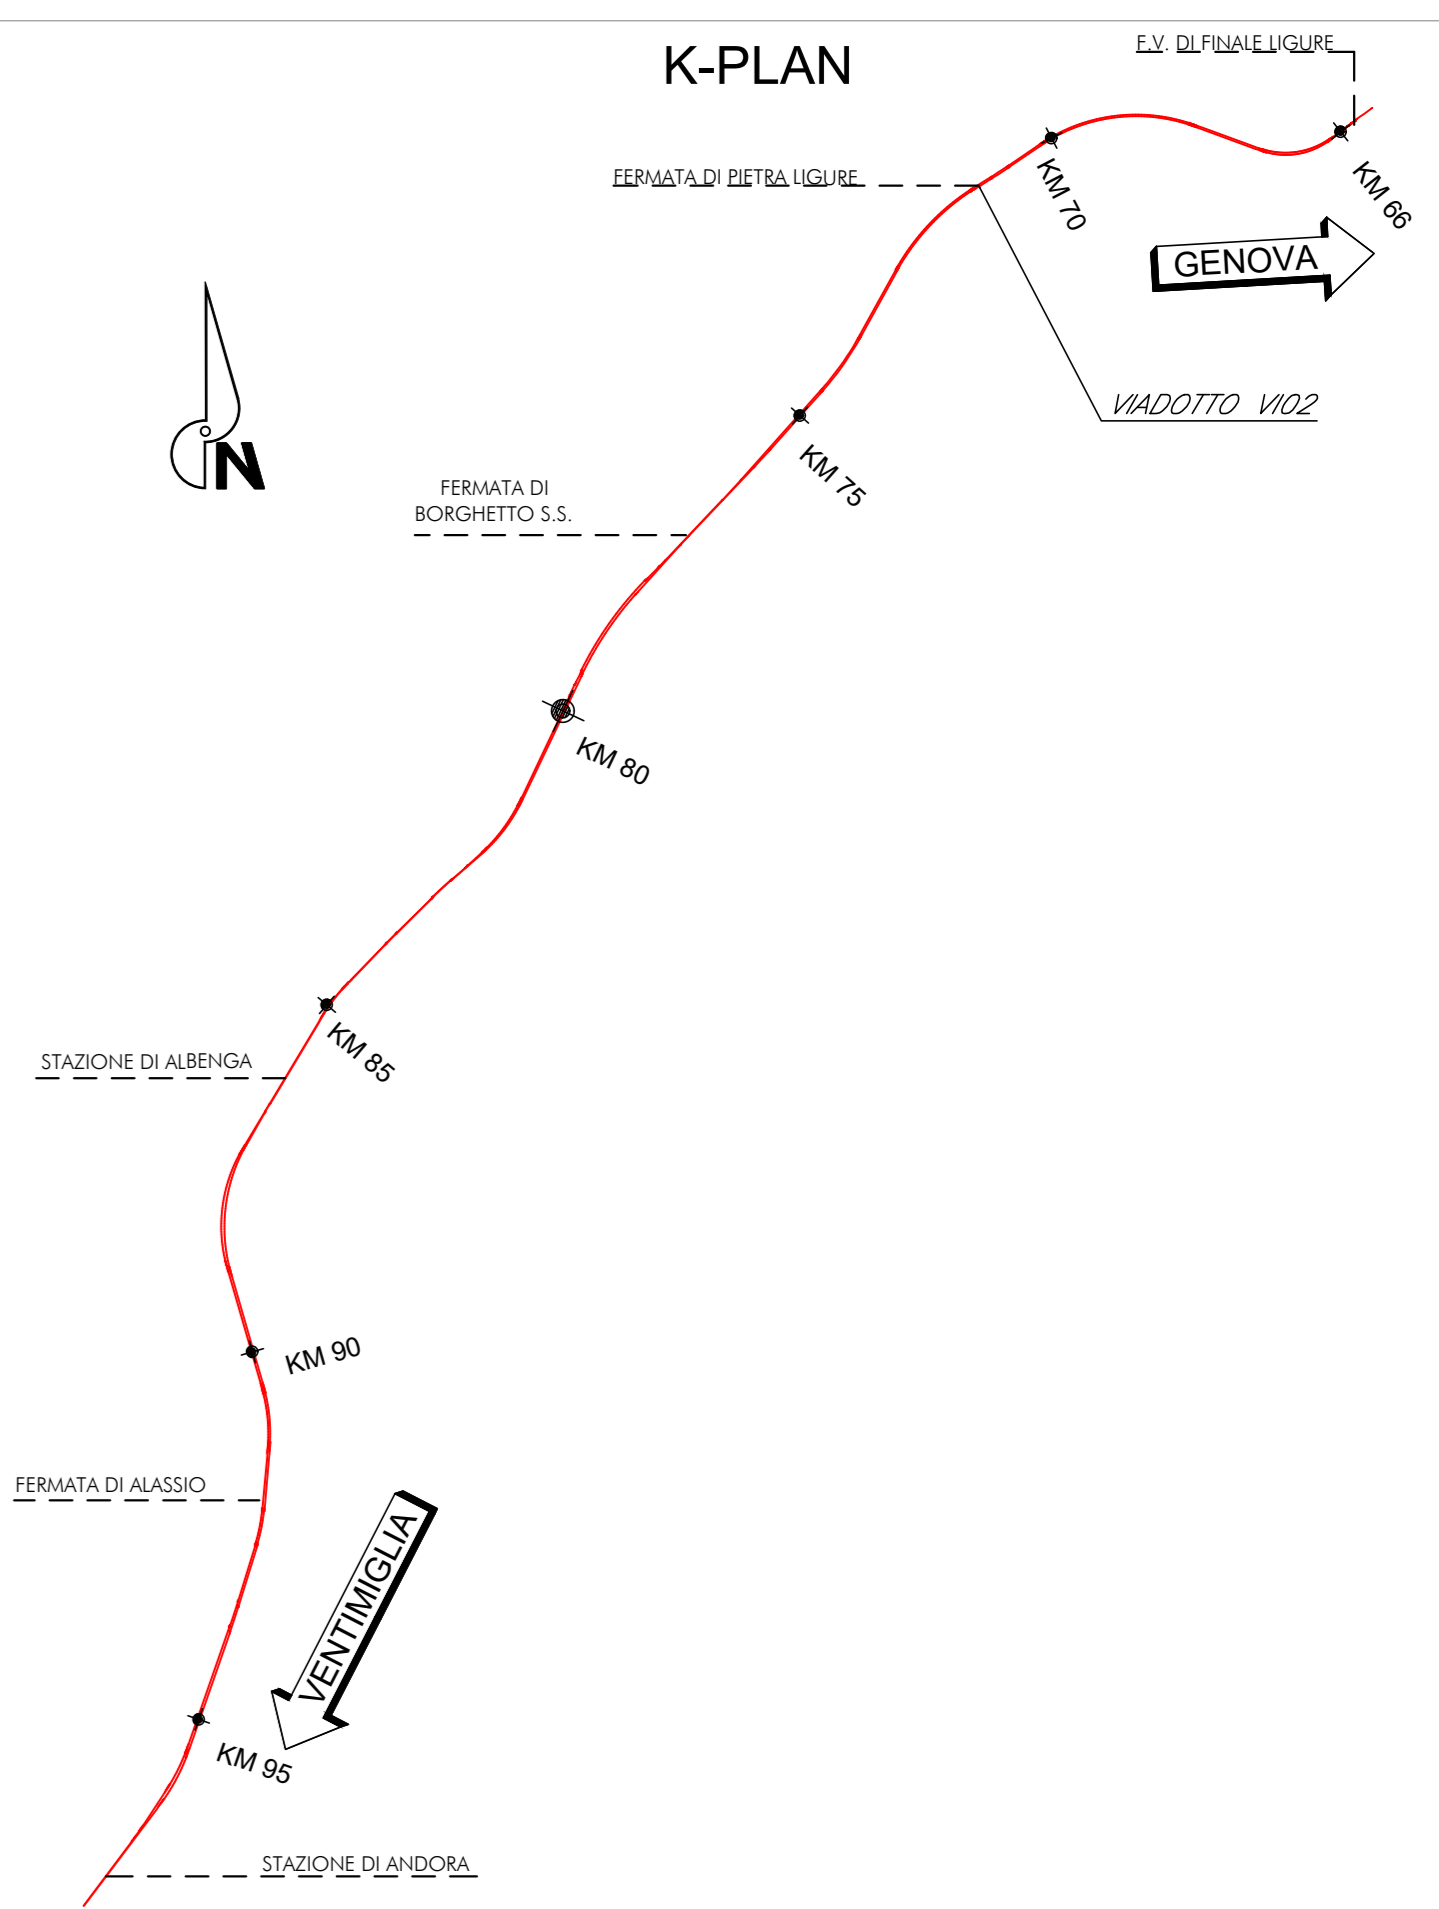 K-PLAN
F.V. DI FINALE LIGURE
FERMATA DI PIETRA LIGURE
KM 70
KM 66
GENOVA
VIADOTTO VI02
N
KM 75
FERMATA DI
BORGHETTO S.S.
KM 80
KM 85
STAZIONE DI ALBENGA
KM 90
FERMATA DI ALASSIO
VENTIMIGLIA
KM 95
STAZIONE DI ANDORA